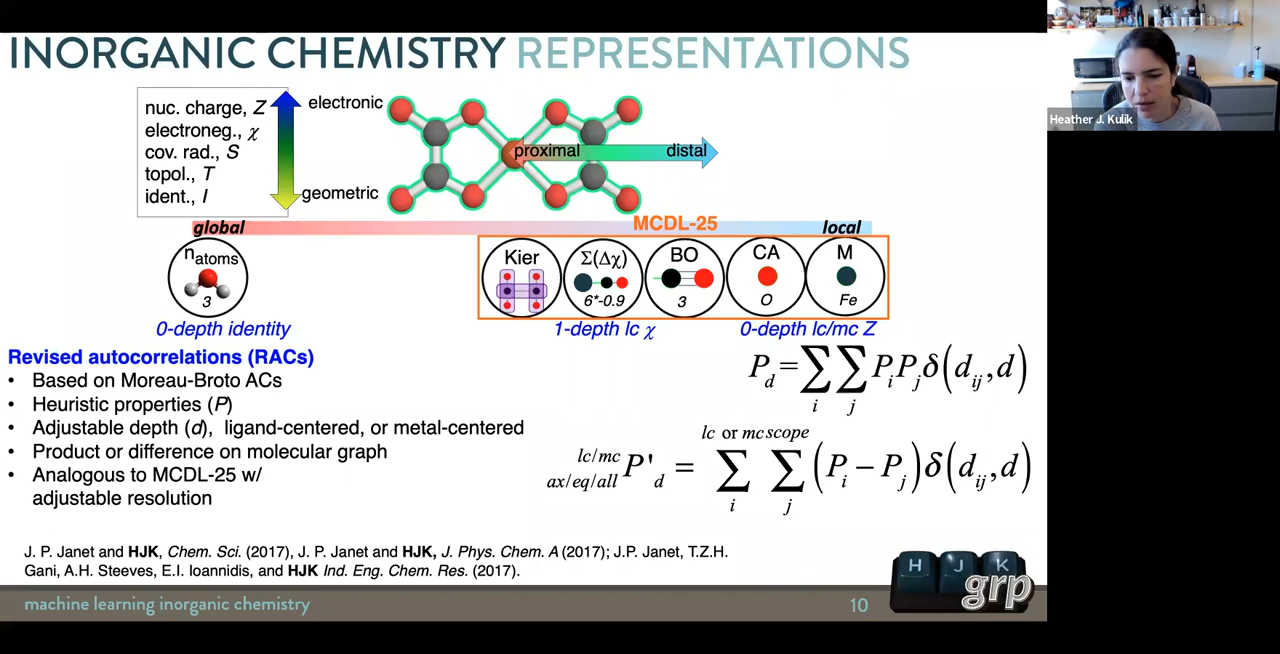 INORGANIC CHEMISTRY REPRESENTATIONS
Heather J. Kulik
nuc. charge, Z
electroneg., χ
cov. rad., S
topol., T
ident., I
electronic
geometric
proximal
distal
global
MCDL-25
local
n_atoms
3
Kier
Σ(Δχ)
6*-0.9
BO
3
CA
O
M
Fe
0-depth identity
1-depth lc χ
0-depth lc/mc Z
Revised autocorrelations (RACs)
• Based on Moreau-Broto ACs
• Heuristic properties (P)
• Adjustable depth (d), ligand-centered, or metal-centered
• Product or difference on molecular graph
• Analogous to MCDL-25 w/
adjustable resolution
P_d = Σ_i Σ_j P_i P_j δ(d_ij, d)
lc or mc scope
lc/mc ax/eq/all P'_d = Σ_i Σ_j (P_i − P_j) δ(d_ij, d)
J. P. Janet and HJK, Chem. Sci. (2017), J. P. Janet and HJK, J. Phys. Chem. A (2017); J.P. Janet, T.Z.H.
Gani, A.H. Steeves, E.I. Ioannidis, and HJK Ind. Eng. Chem. Res. (2017).
machine learning inorganic chemistry
10
H J K
grp